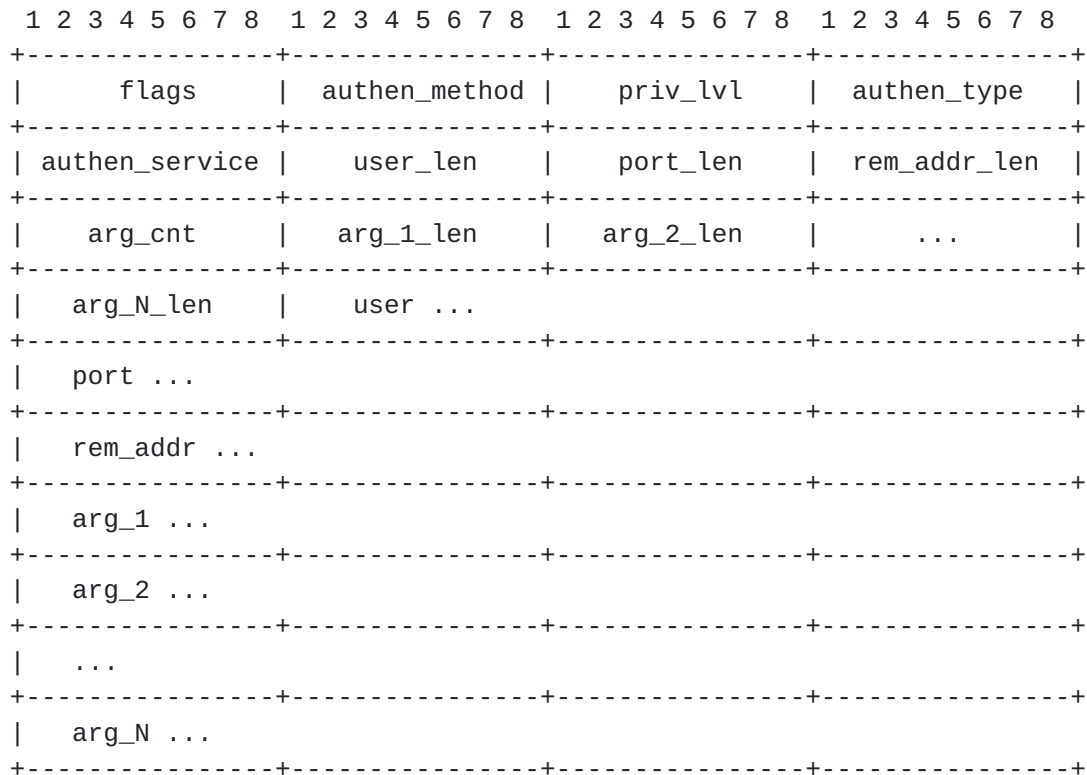 1 2 3 4 5 6 7 8  1 2 3 4 5 6 7 8  1 2 3 4 5 6 7 8  1 2 3 4 5 6 7 8
+----------------+----------------+----------------+----------------+
|      flags     |  authen_method |    priv_lvl    |  authen_type   |
+----------------+----------------+----------------+----------------+
| authen_service |    user_len    |    port_len    |  rem_addr_len  |
+----------------+----------------+----------------+----------------+
|    arg_cnt     |   arg_1_len    |   arg_2_len    |      ...       |
+----------------+----------------+----------------+----------------+
|   arg_N_len    |    user ...
+----------------+----------------+----------------+----------------+
|   port ...
+----------------+----------------+----------------+----------------+
|   rem_addr ...
+----------------+----------------+----------------+----------------+
|   arg_1 ...
+----------------+----------------+----------------+----------------+
|   arg_2 ...
+----------------+----------------+----------------+----------------+
|   ...
+----------------+----------------+----------------+----------------+
|   arg_N ...
+----------------+----------------+----------------+----------------+